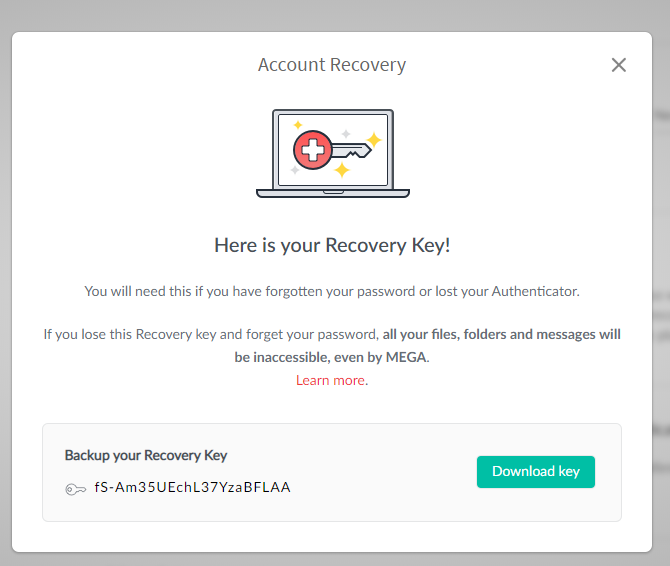 Account Recovery
Here is your Recovery Key!
You will need this if you have forgotten your password or lost your Authenticator.
If you lose this Recovery key and forget your password, all your files, folders and messages will
be inaccessible, even by MEGA.
Learn more.
Backup your Recovery Key
fS-Am35UEchL37YzaBFLAA
Download key